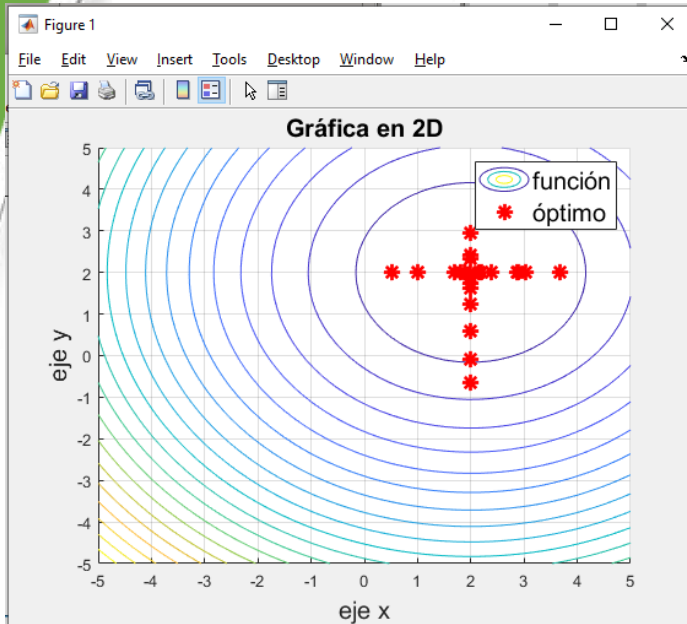 Figure 1
File Edit View Insert Tools Desktop Window Help
Gráfica en 2D
función
óptimo
5
4
3
2
1
0
-1
-2
-3
-4
-5
eje y
-5 -4 -3 -2 -1 0 1 2 3 4 5
eje x